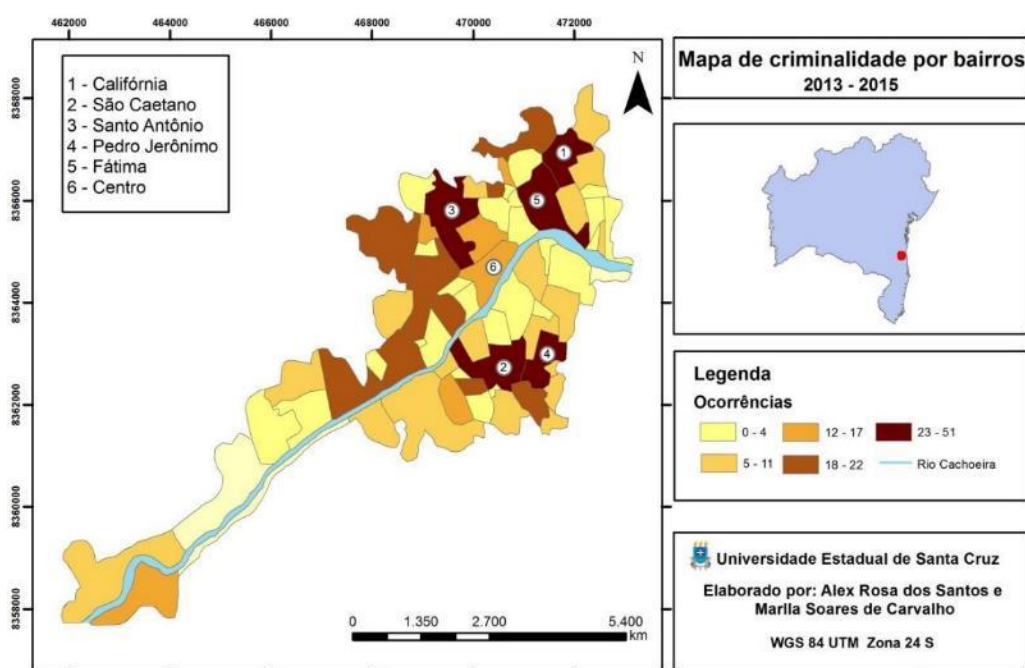 462000 464000 466000 468000 470000 472000
8368000
8366000
8364000
8362000
8360000
8358000
1 - Califórnia
2 - São Caetano
3 - Santo Antônio
4 - Pedro Jerônimo
5 - Fátima
6 - Centro
N
1
5
3
6
4
2
0 1.350 2.700 5.400
km
Mapa de criminalidade por bairros
2013 - 2015
Legenda
Ocorrências
0 - 4 12 - 17 23 - 51
5 - 11 18 - 22 Rio Cachoeira
Universidade Estadual de Santa Cruz
Elaborado por: Alex Rosa dos Santos e
Marlla Soares de Carvalho
WGS 84 UTM Zona 24 S